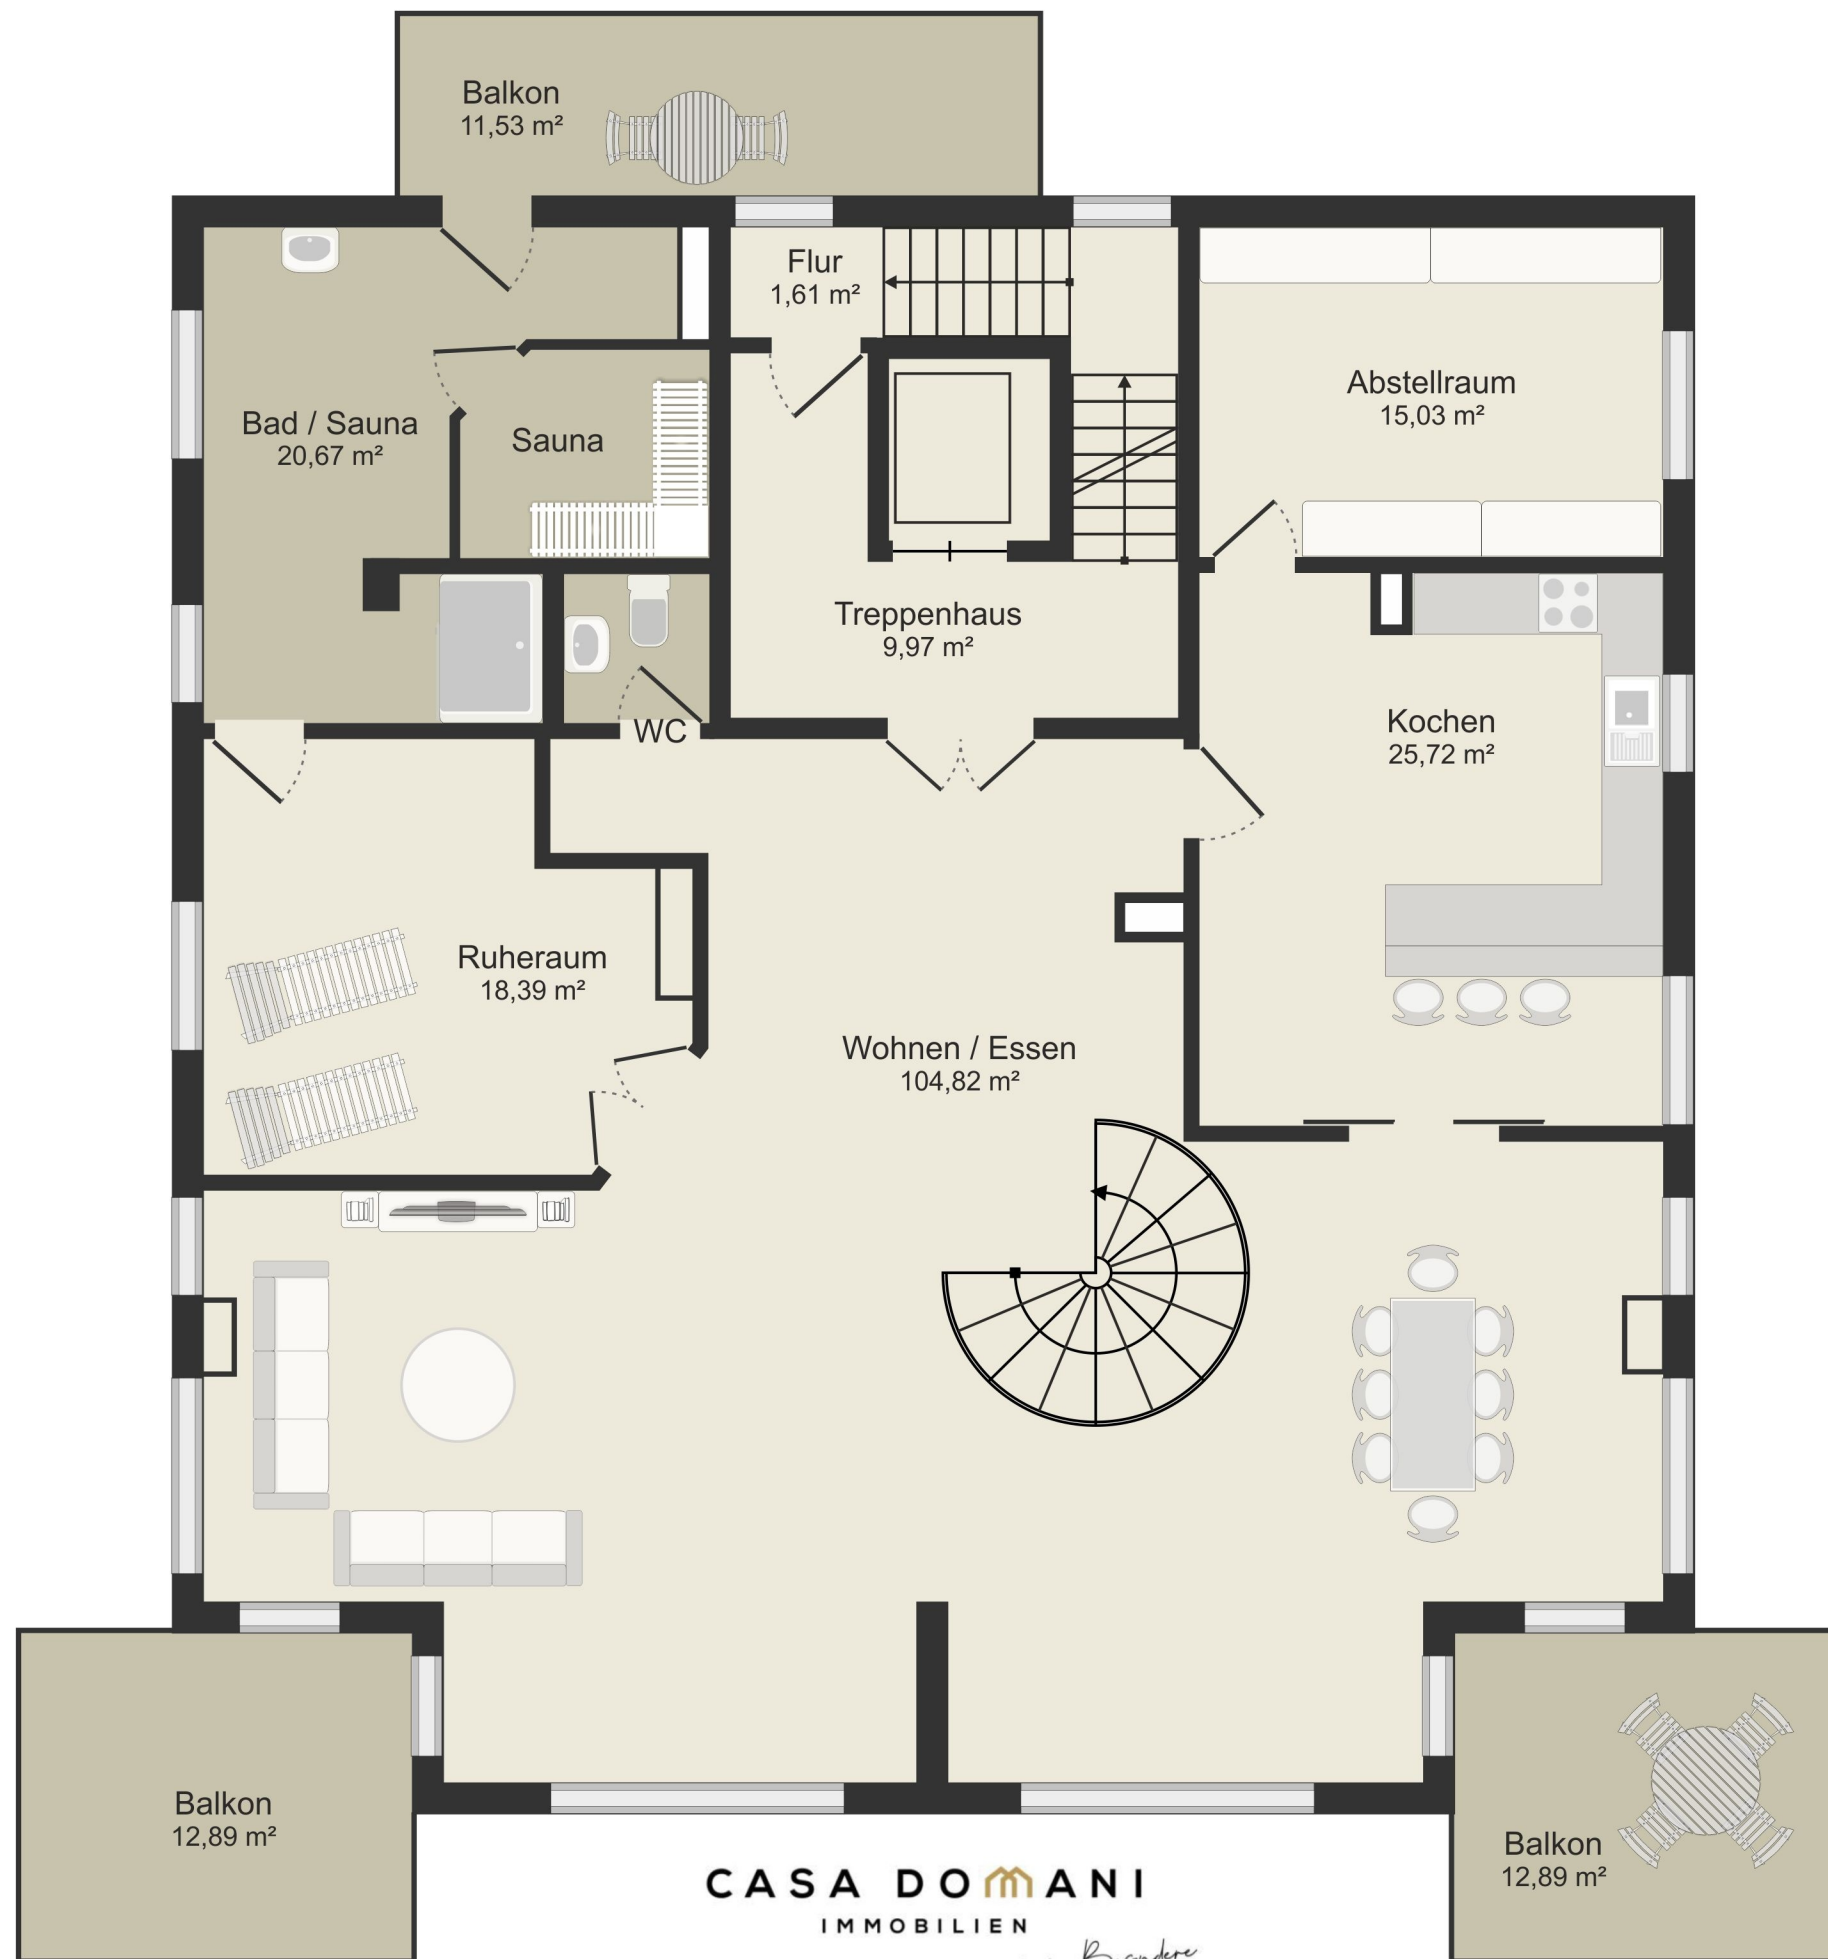 Balkon
11,53 m²
Flur
1,61 m²
Abstellraum
15,03 m²
Bad / Sauna
20,67 m²
Sauna
Treppenhaus
9,97 m²
WC
Kochen
25,72 m²
Ruheraum
18,39 m²
Wohnen / Essen
104,82 m²
Balkon
12,89 m²
Balkon
12,89 m²
CASA DOMANI
IMMOBILIEN